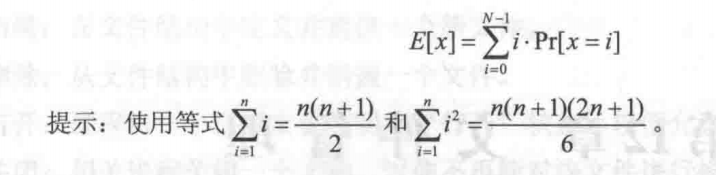 E[x] = \sum_{i=0}^{N-1} i · Pr[x = i]
提示：使用等式 \sum_{i=1}^{n} i = \frac{n(n+1)}{2} 和 \sum_{i=1}^{n} i^2 = \frac{n(n+1)(2n+1)}{6} 。